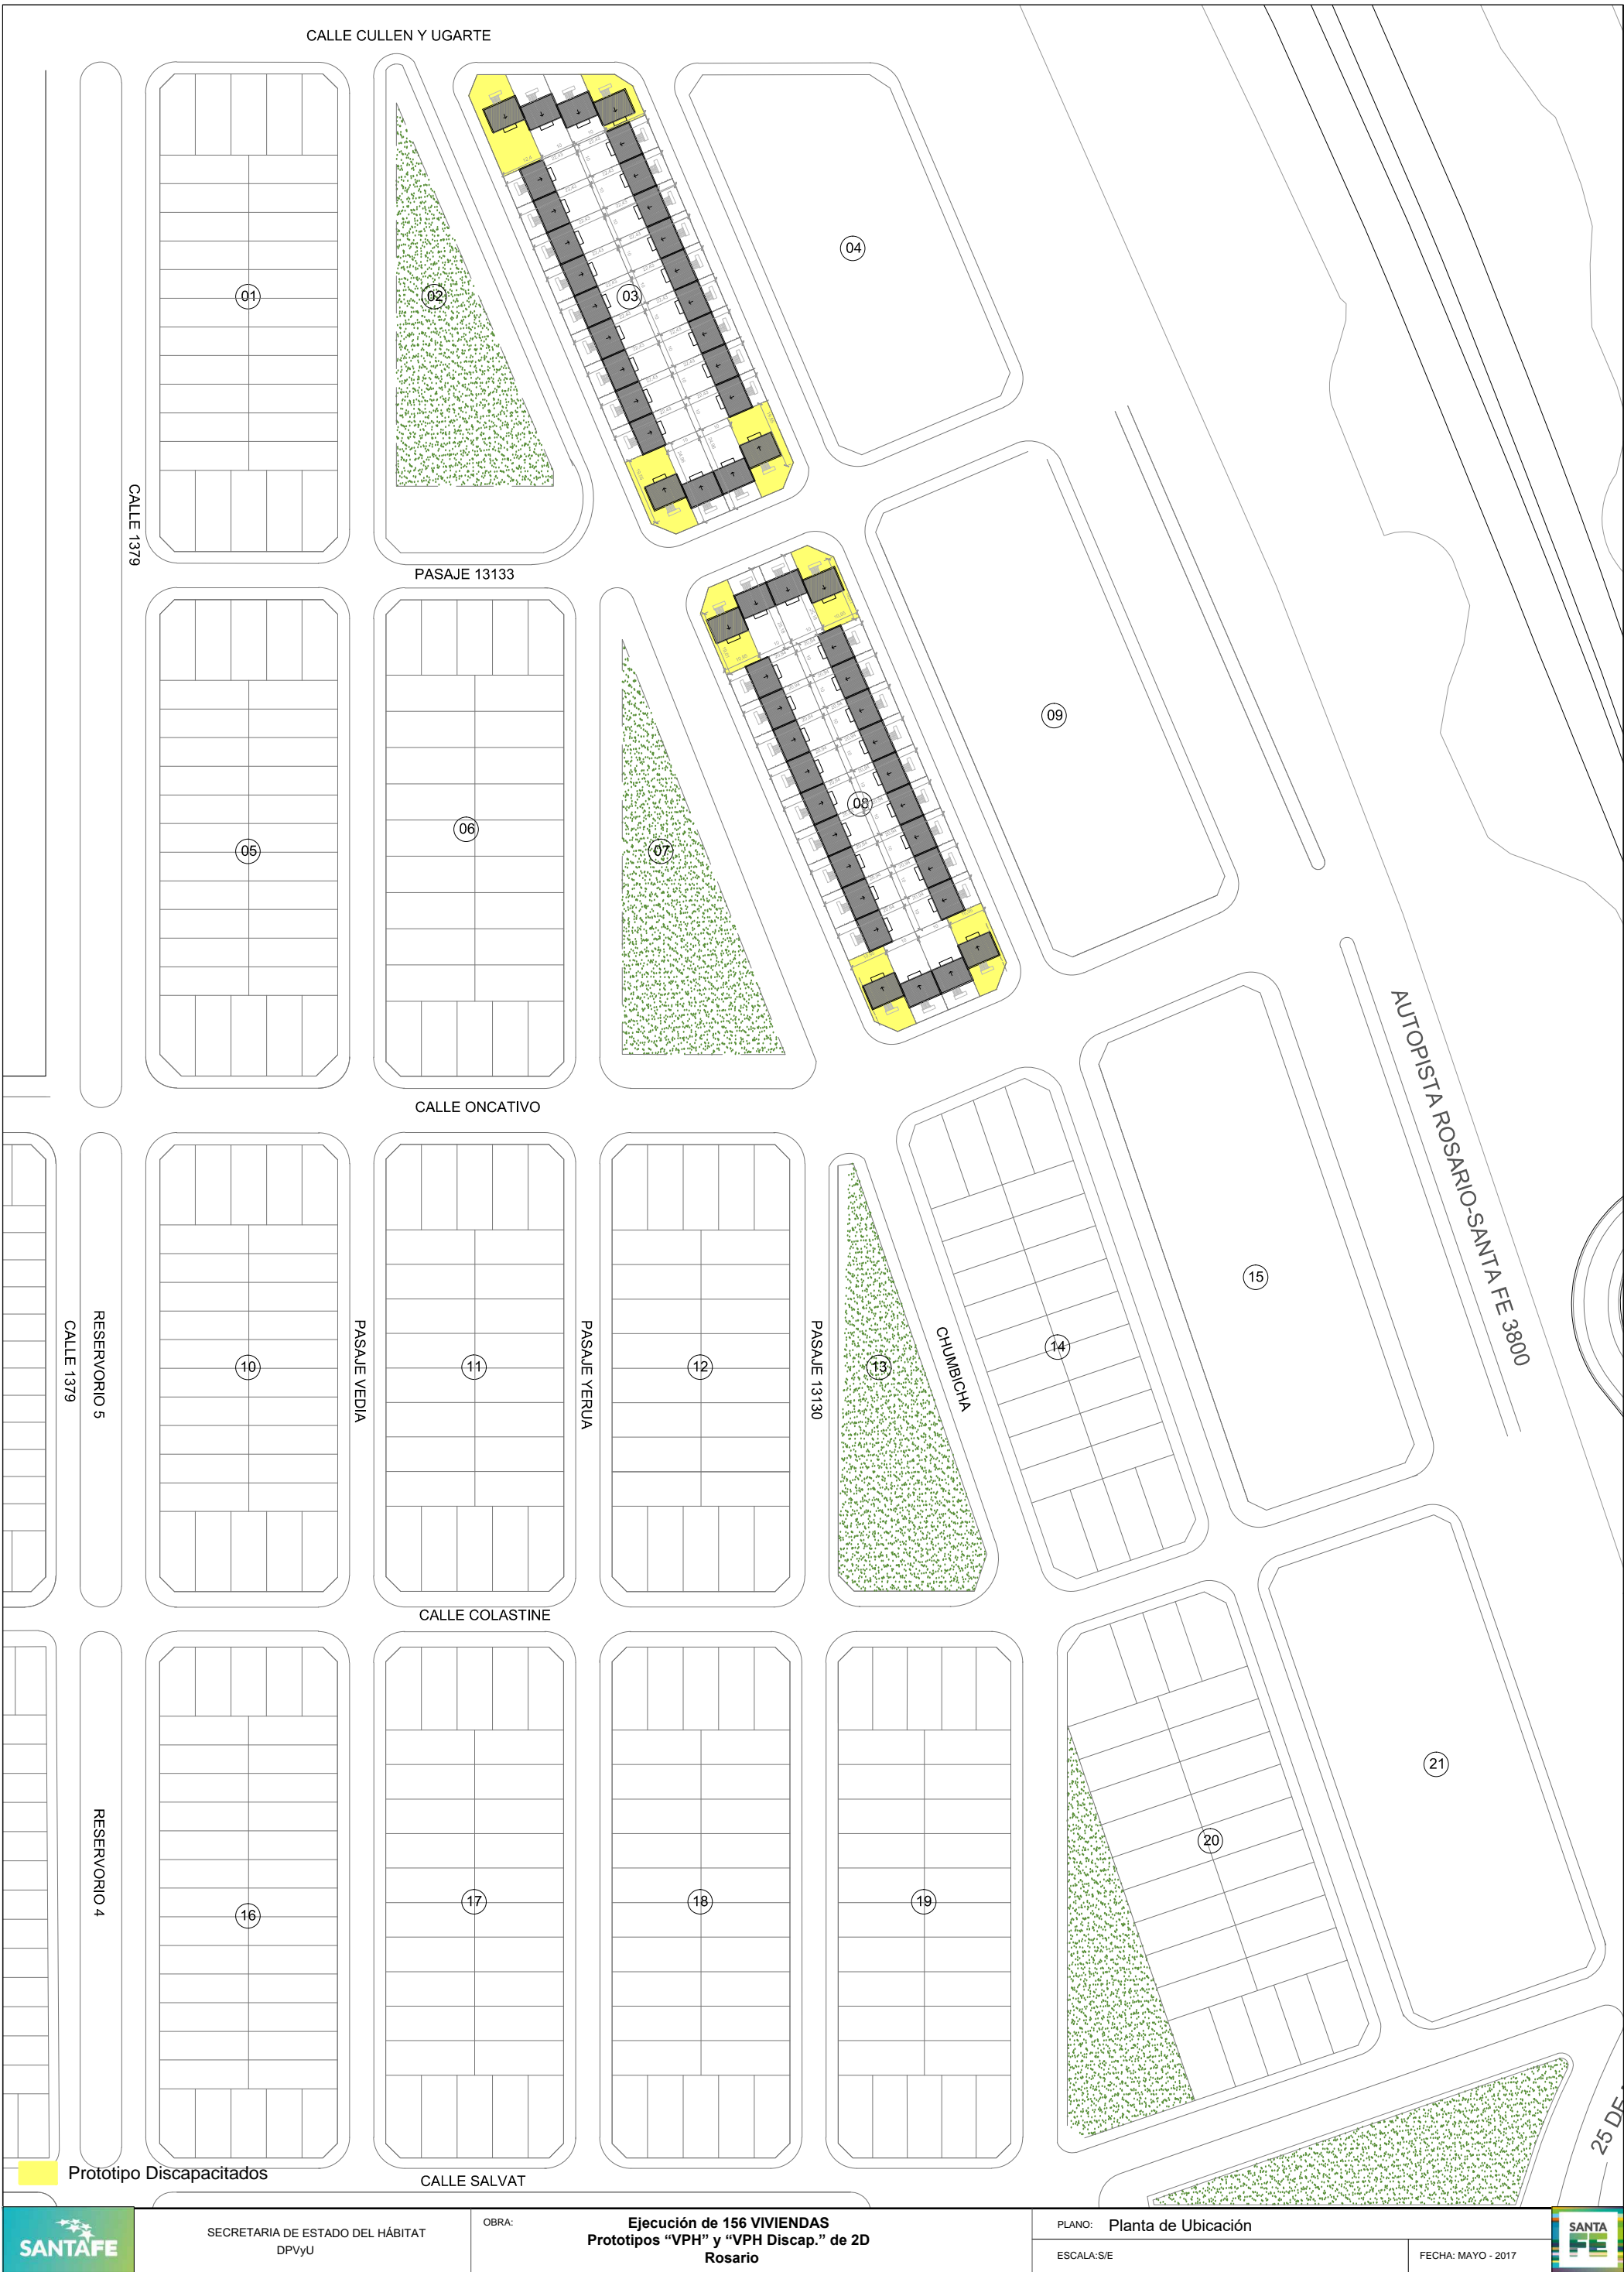 CALLE CULLEN Y UGARTE
04
01
02
03
CALLE 1379
PASAJE 13133
09
08
06
05
07
AUTOPISTA ROSARIO-SANTA FE 3800
CALLE ONCATIVO
15
14
CALLE 1379
RESERVORIO 5
10
PASAJE VEDIA
11
PASAJE YERUA
12
PASAJE 13130
13
CHUMBICHA
CALLE COLASTINE
21
20
RESERVORIO 4
16
17
18
19
25 DE
Prototipo Discapacitados
CALLE SALVAT
SANTA FE
SECRETARIA DE ESTADO DEL HÁBITAT
DPVyU
OBRA:
Ejecución de 156 VIVIENDAS
Prototipos “VPH” y “VPH Discap.” de 2D
Rosario
PLANO: Planta de Ubicación
ESCALA:S/E
FECHA: MAYO - 2017
SANTA
FE